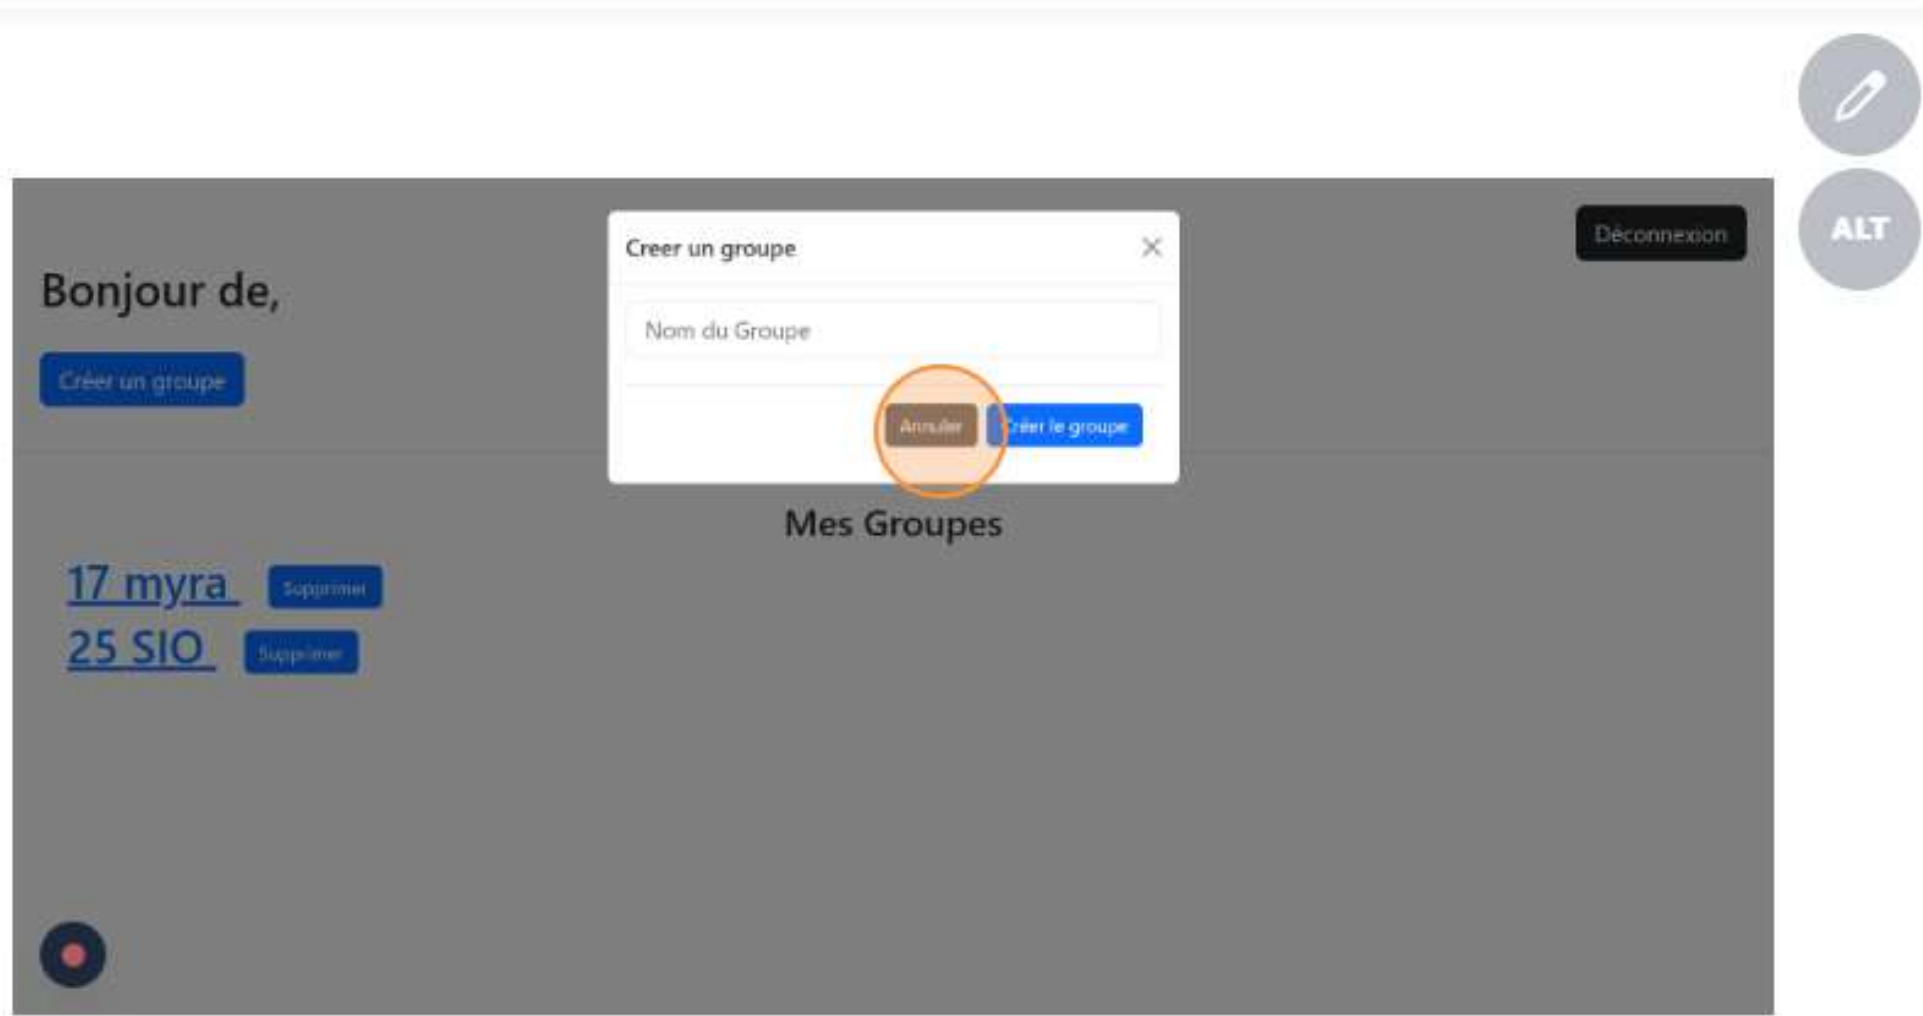 ALT
Déconnexion
Creer un groupe
Bonjour de,
Nom du Groupe
Créer un groupe
Annuler
Créer le groupe
Mes Groupes
17 myra
Supprimer
25 SIO
Supprimer